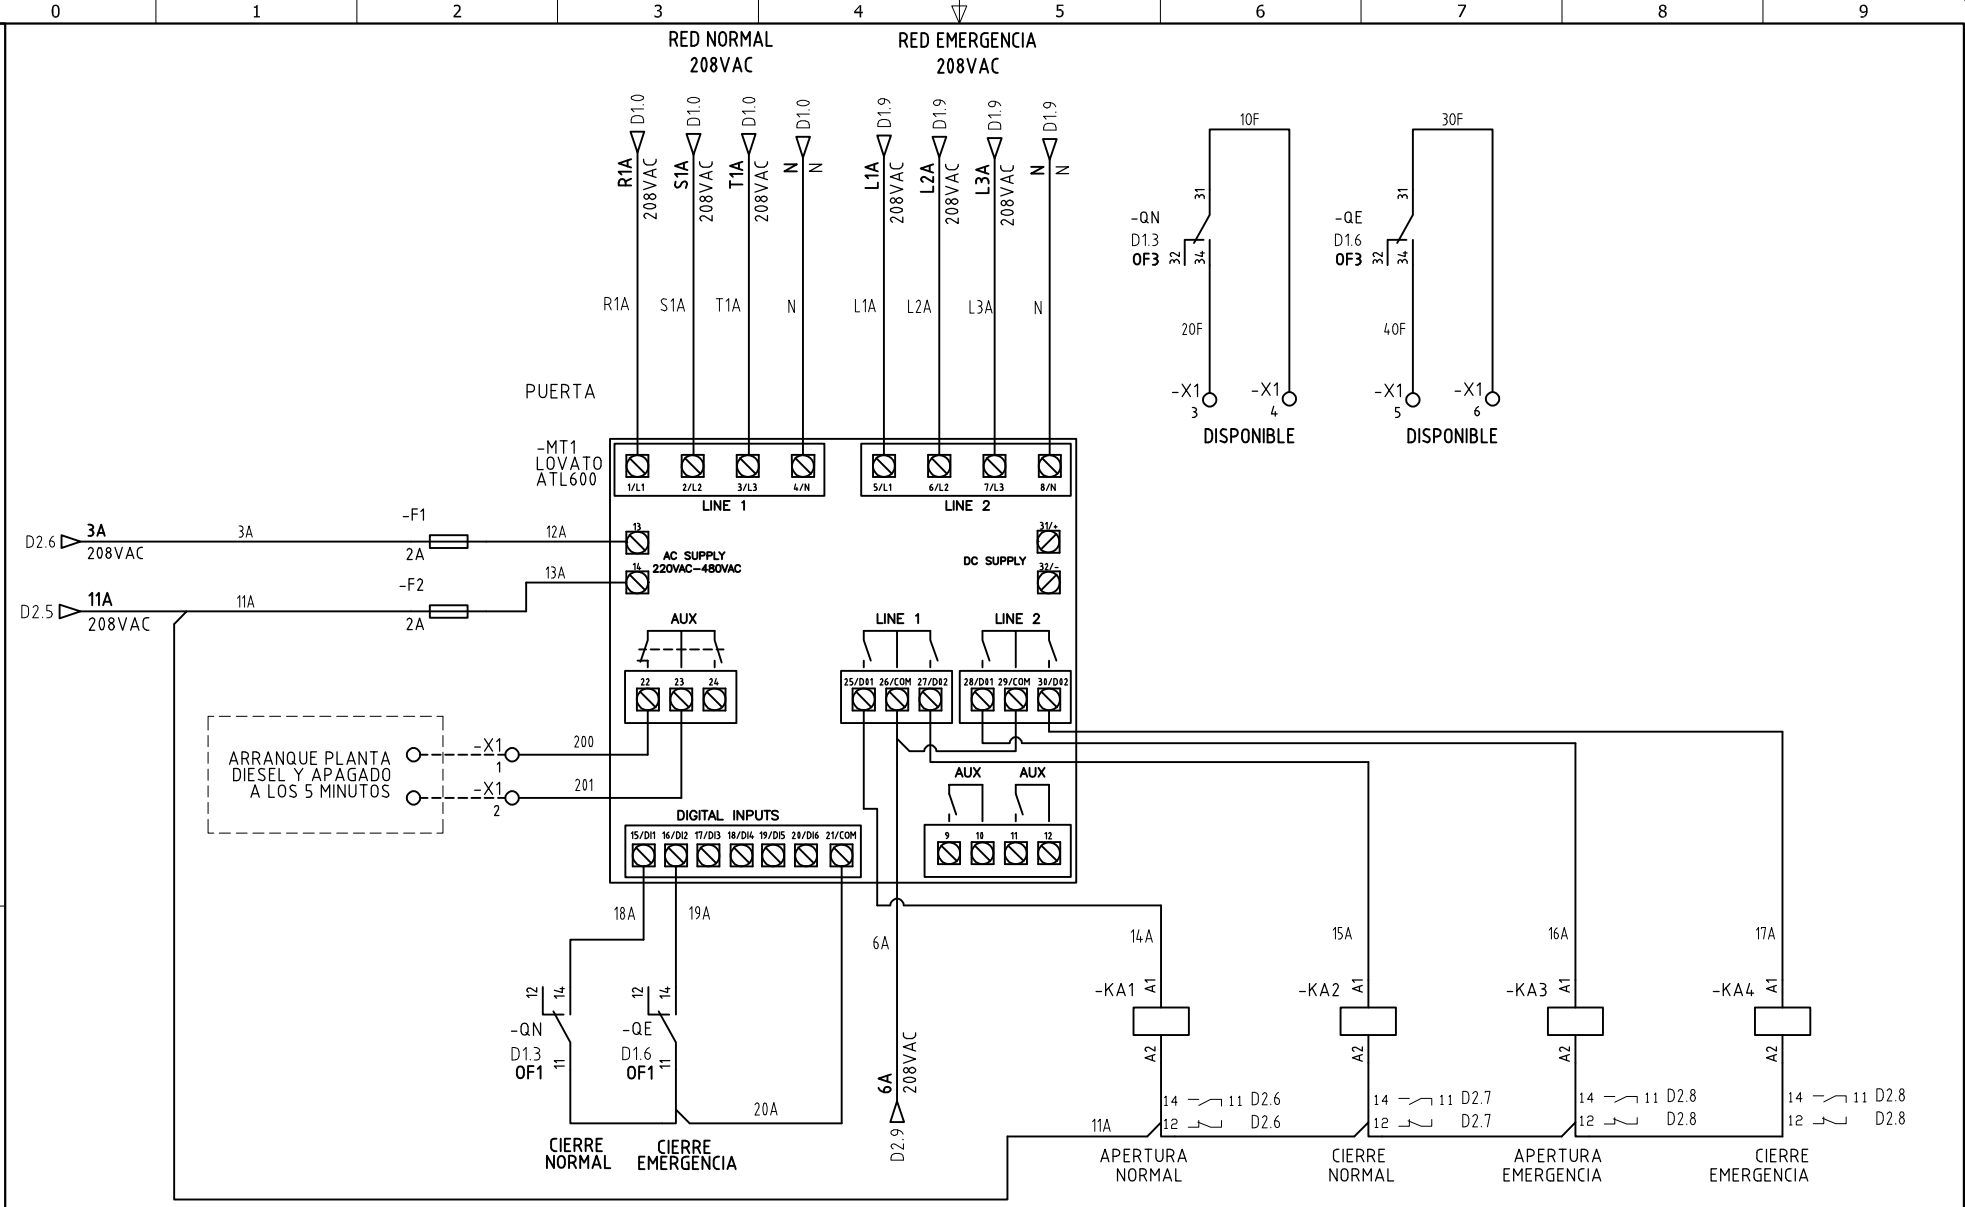 0 1 2 3 4 5 6 7 8 9
RED NORMAL
208VAC
RED EMERGENCIA
208VAC
D1.0 D1.0 D1.0 D1.0 D1.9 D1.9 D1.9 D1.9
R1A
208VAC
S1A
208VAC
T1A
208VAC
N
N
L1A
208VAC
L2A
208VAC
L3A
208VAC
N
N
R1A S1A T1A N L1A L2A L3A N
10F
31
-QN
D1.3
OF3
32
34
20F
-X1
3
-X1
4
DISPONIBLE
30F
31
-QE
D1.6
OF3
32
34
40F
-X1
5
-X1
6
DISPONIBLE
PUERTA
-MT1
LOVATO
ATL600
1/L1 2/L2 3/L3 4/N
LINE 1
5/L1 6/L2 7/L3 8/N
LINE 2
D2.6
3A
208VAC
3A
-F1
2A
12A
13
AC SUPPLY
220VAC-480VAC
14
13A
31/+
DC SUPPLY
32/-
D2.5
11A
208VAC
11A
-F2
2A
AUX
22 23 24
LINE 1
25/D01 26/COM 27/D02
LINE 2
28/D01 29/COM 30/D02
ARRANQUE PLANTA
DIESEL Y APAGADO
A LOS 5 MINUTOS
-X1
1
200
-X1
2
201
AUX AUX
9 10 11 12
DIGITAL INPUTS
15/DI1 16/DI2 17/DI3 18/DI4 19/DI5 20/DI6 21/COM
18A 19A
12 14
-QN
D1.3
OF1
11
12 14
-QE
D1.6
OF1
11
20A
CIERRE
NORMAL
CIERRE
EMERGENCIA
6A
6A
208VAC
D2.9
14A
-KA1
A1
A2
14 11 D2.6
12 D2.6
11A
APERTURA
NORMAL
15A
-KA2
A1
A2
14 11 D2.7
12 D2.7
CIERRE
NORMAL
16A
-KA3
A1
A2
14 11 D2.8
12 D2.8
APERTURA
EMERGENCIA
17A
-KA4
A1
A2
14 11 D2.8
12 D2.8
CIERRE
EMERGENCIA